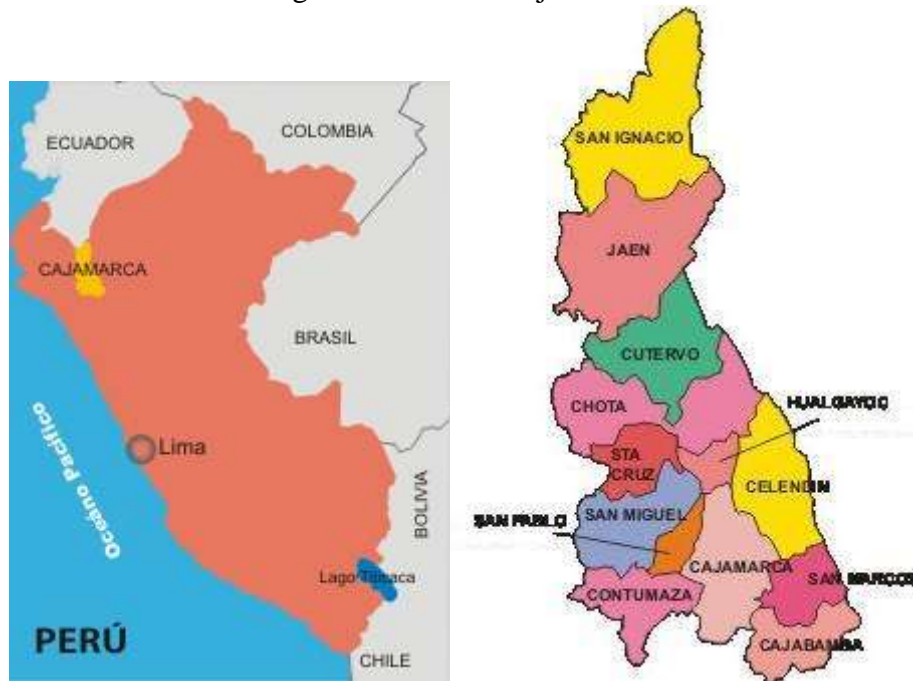 ECUADOR
COLOMBIA
CAJAMARCA
BRASIL
Lima
Océano Pacífico
BOLIVIA
Lago Titicaca
PERÚ
CHILE
SAN IGNACIO
JAEN
CUTERVO
CHOTA
HUALGAYOC
STA
CRUZ
CELENDIN
SAN PABLO
SAN MIGUEL
CAJAMARCA
SAN MARCOS
CONTUMAZA
CAJABAMBA